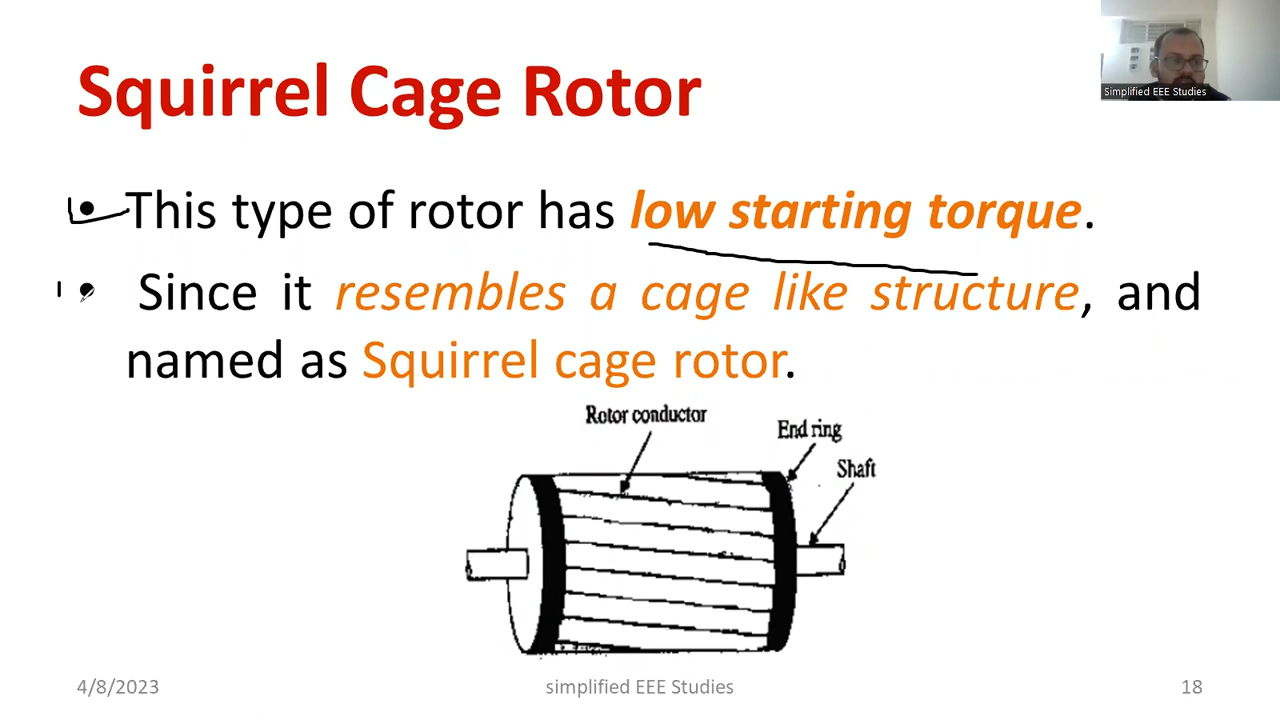 Squirrel Cage Rotor
Simplified EEE Studies
• This type of rotor has low starting torque.
• Since it resembles a cage like structure, and
named as Squirrel cage rotor.
Rotor conductor
End ring
Shaft
4/8/2023
simplified EEE Studies
18